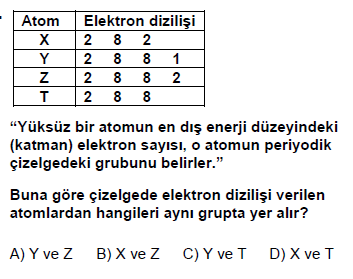 Atom Elektron dizilişi
X 2 8 2
Y 2 8 8 1
Z 2 8 8 2
T 2 8 8
“Yüksüz bir atomun en dış enerji düzeyindeki
(katman) elektron sayısı, o atomun periyodik
çizelgedeki grubunu belirler.”
Buna göre çizelgede elektron dizilişi verilen
atomlardan hangileri aynı grupta yer alır?
A) Y ve Z B) X ve Z C) Y ve T D) X ve T